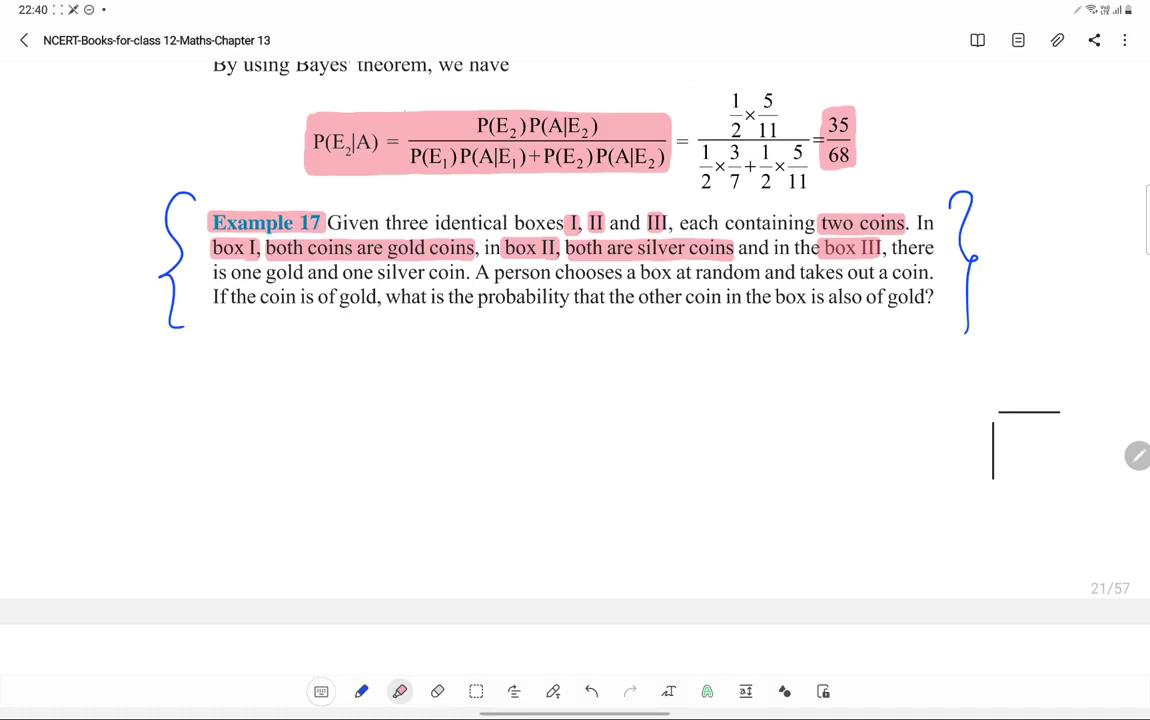 22:40
NCERT-Books-for-class 12-Maths-Chapter 13
By using Bayes' theorem, we have
P(E₂|A) = P(E₂)P(A|E₂) / P(E₁)P(A|E₁)+P(E₂)P(A|E₂) = 1/2 × 5/11 / 1/2 × 3/7 + 1/2 × 5/11 = 35/68
Example 17 Given three identical boxes I, II and III, each containing two coins. In
box I, both coins are gold coins, in box II, both are silver coins and in the box III, there
is one gold and one silver coin. A person chooses a box at random and takes out a coin.
If the coin is of gold, what is the probability that the other coin in the box is also of gold?
21/57